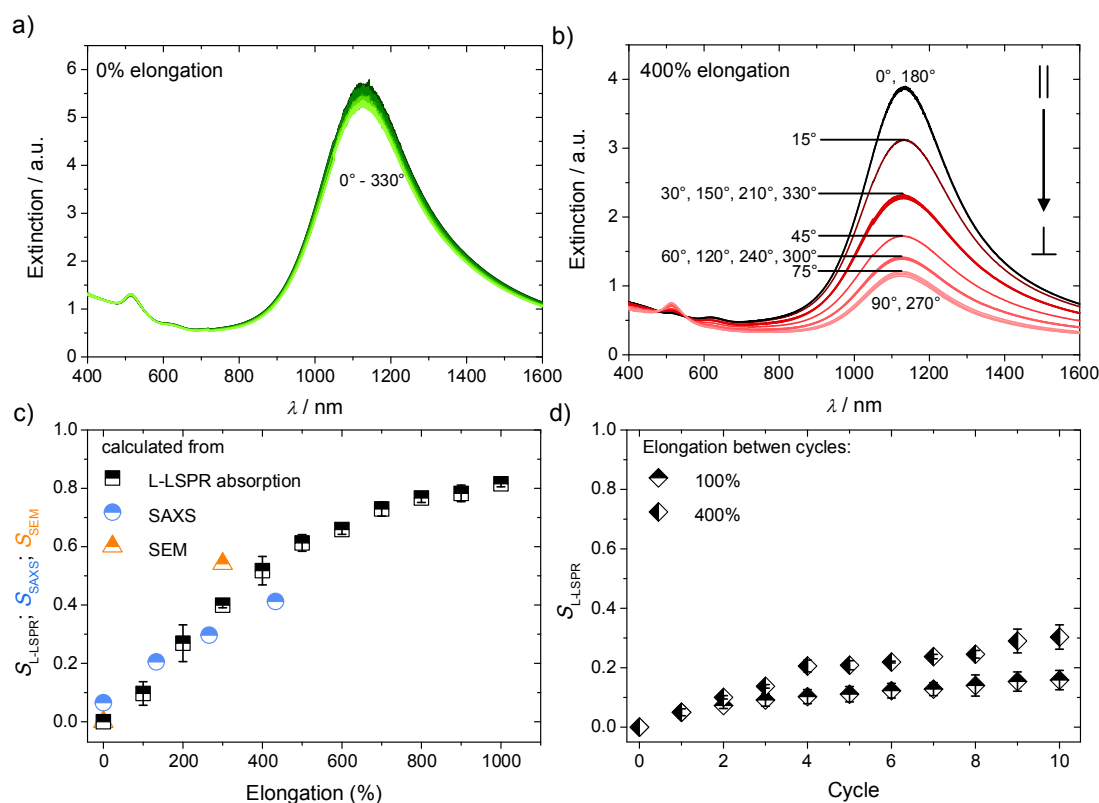 a)
0% elongation
0° - 330°
Extinction / a.u.
6
5
4
3
2
1
0
400 600 800 1000 1200 1400 1600
λ / nm
b)
400% elongation
0°, 180°
||
15°
30°, 150°, 210°, 330°
45°
60°, 120°, 240°, 300°
75°
90°, 270°
⊥
Extinction / a.u.
4
3
2
1
0
400 600 800 1000 1200 1400 1600
λ / nm
c)
calculated from
L-LSPR absorption
SAXS
SEM
S_L-LSPR; S_SAXS; S_SEM
1.0
0.8
0.6
0.4
0.2
0.0
0 200 400 600 800 1000
Elongation (%)
d)
Elongation betwen cycles:
100%
400%
S_L-LSPR
1.0
0.8
0.6
0.4
0.2
0.0
0 2 4 6 8 10
Cycle